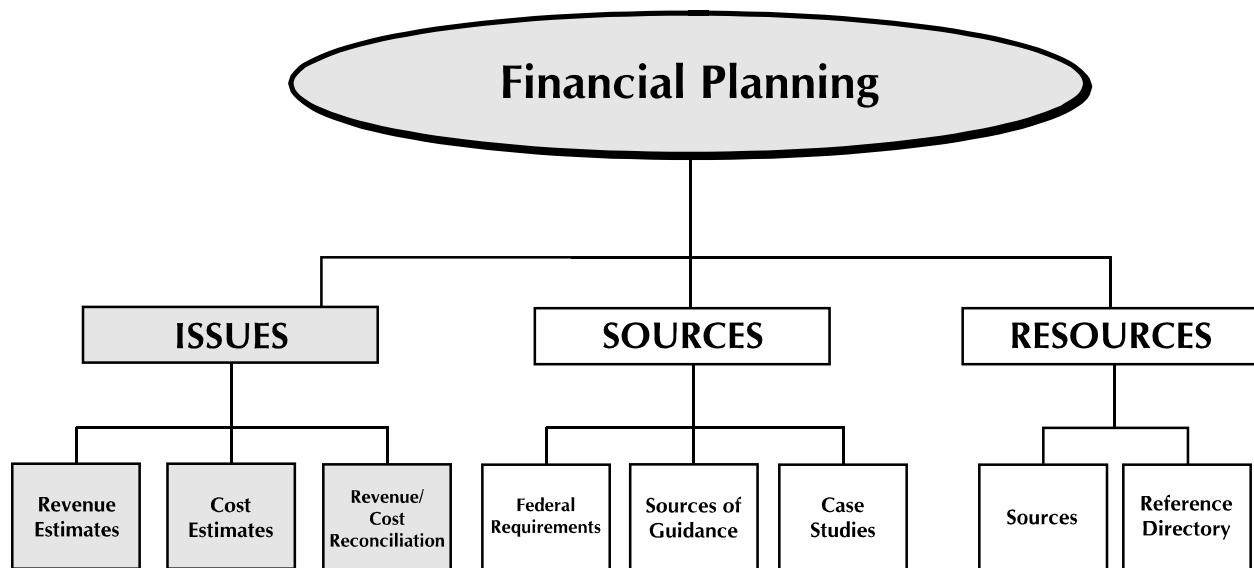 Financial Planning
ISSUES
SOURCES
RESOURCES
Revenue
Estimates
Cost
Estimates
Revenue/
Cost
Reconciliation
Federal
Requirements
Sources of
Guidance
Case
Studies
Sources
Reference
Directory